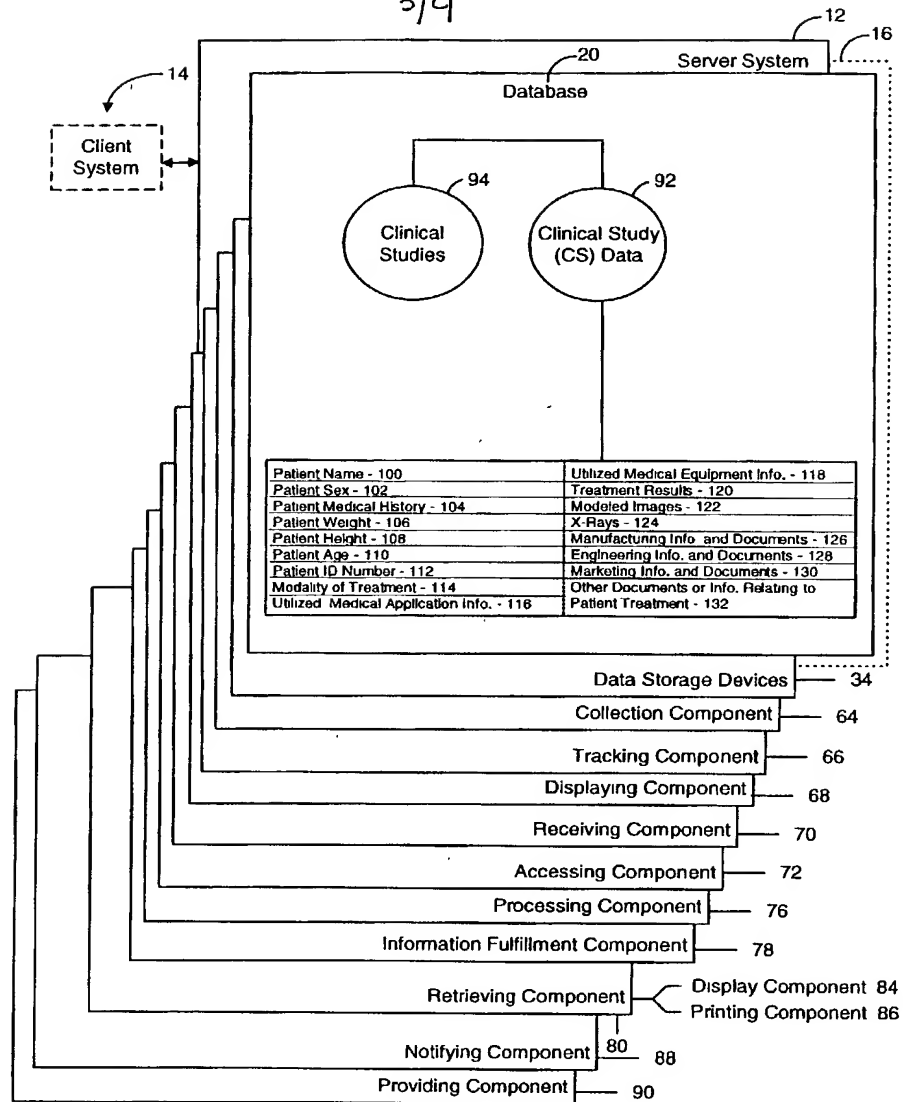 3/4
12
16
Server System
20
Database
14
Client
System
94
92
Clinical
Studies
Clinical Study
(CS) Data
Patient Name - 100
Patient Sex - 102
Patient Medical History - 104
Patient Weight - 106
Patient Height - 108
Patient Age - 110
Patient ID Number - 112
Modality of Treatment - 114
Utilized Medical Application Info. - 116
Utilized Medical Equipment Info. - 118
Treatment Results - 120
Modeled Images - 122
X-Rays - 124
Manufacturing Info and Documents - 126
Engineering Info. and Documents - 128
Marketing Info. and Documents - 130
Other Documents or Info. Relating to
Patient Treatment - 132
Data Storage Devices 34
Collection Component 64
Tracking Component 66
Displaying Component 68
Receiving Component 70
Accessing Component 72
Processing Component 76
Information Fulfillment Component 78
Retrieving Component
Display Component 84
Printing Component 86
80
Notifying Component 88
Providing Component 90